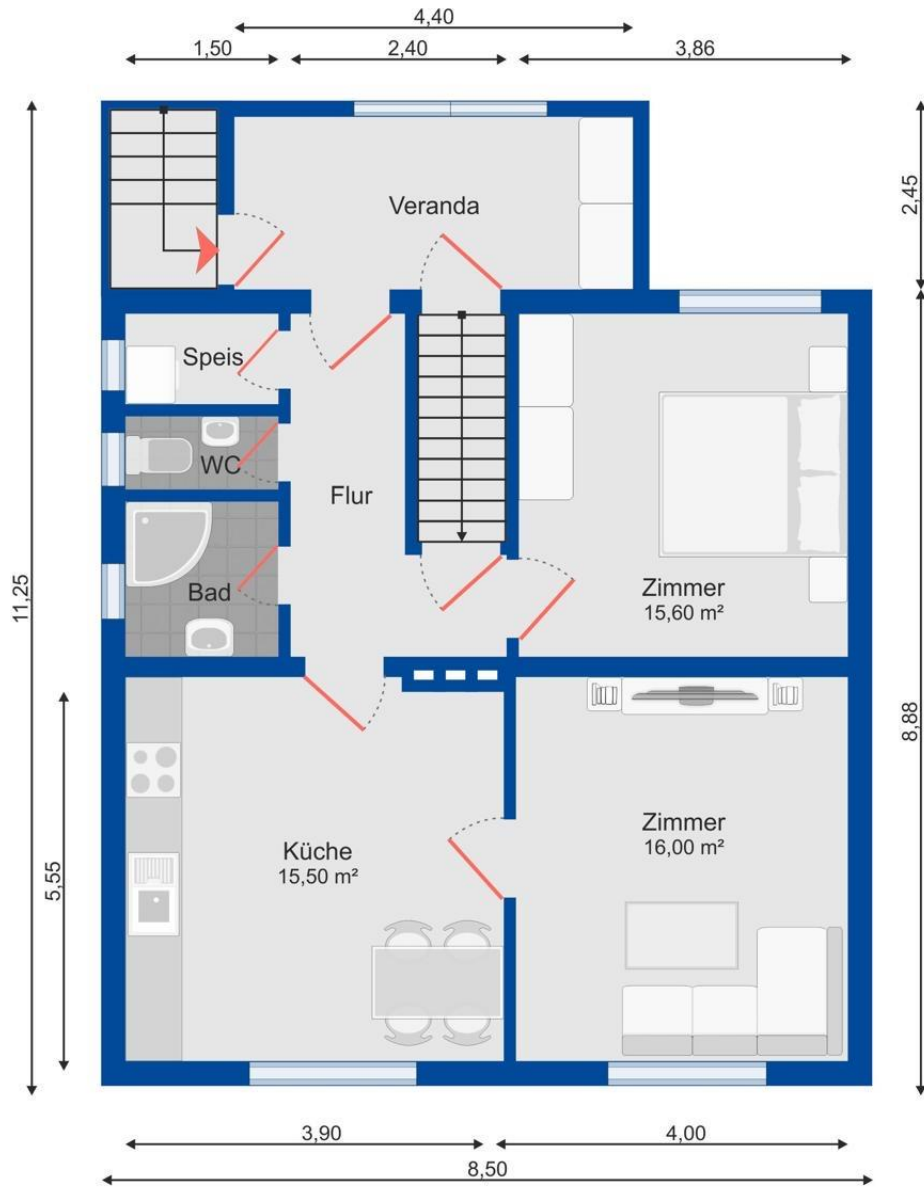 4,40
1,50
2,40
3,86
Veranda
2,45
Speis
WC
Flur
Bad
Zimmer
15,60 m²
11,25
8,88
5,55
Küche
15,50 m²
Zimmer
16,00 m²
3,90
4,00
8,50